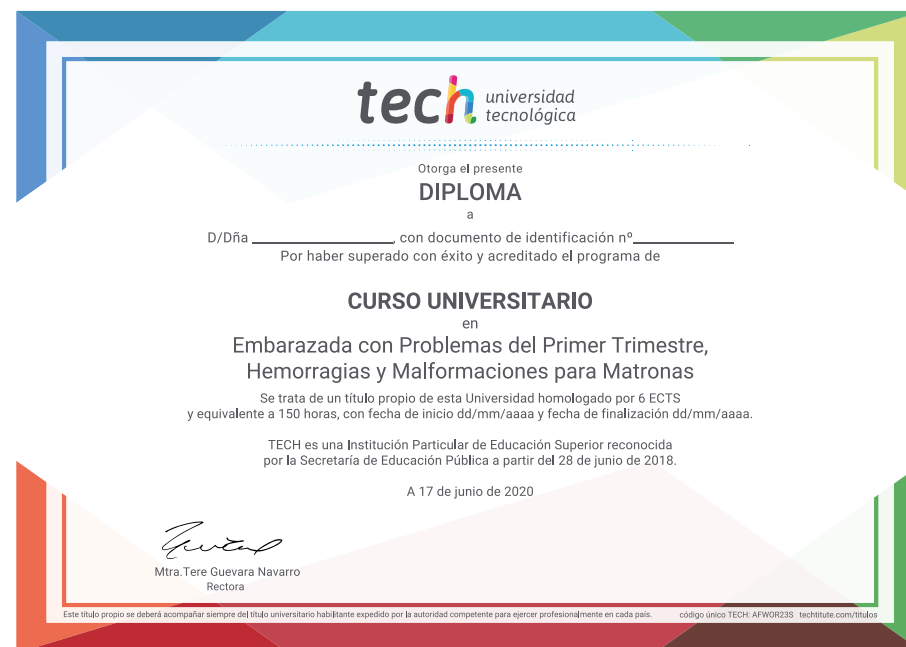 tech universidad
tecnológica
Otorga el presente
DIPLOMA
a
D/Dña ____________________, con documento de identificación nº______________
Por haber superado con éxito y acreditado el programa de
CURSO UNIVERSITARIO
en
Embarazada con Problemas del Primer Trimestre,
Hemorragias y Malformaciones para Matronas
Se trata de un título propio de esta Universidad homologado por 6 ECTS
y equivalente a 150 horas, con fecha de inicio dd/mm/aaaa y fecha de finalización dd/mm/aaaa.
TECH es una Institución Particular de Educación Superior reconocida
por la Secretaría de Educación Pública a partir del 28 de junio de 2018.
A 17 de junio de 2020
Mtra.Tere Guevara Navarro
Rectora
Este título propio se deberá acompañar siempre del título universitario habilitante expedido por la autoridad competente para ejercer profesionalmente en cada país. código único TECH: AFWOR23S techtitute.com/titulos